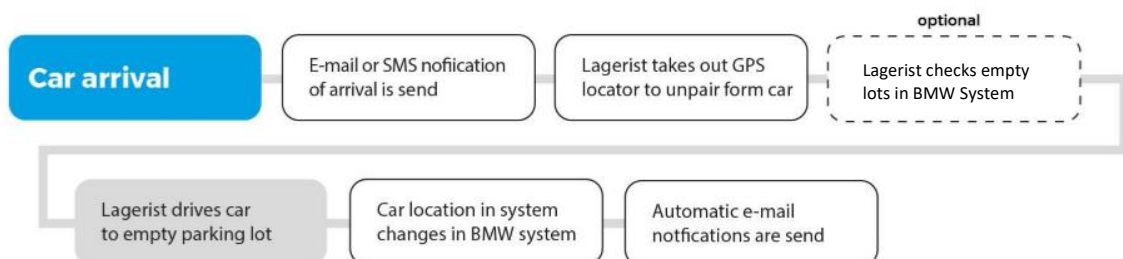 optional
Car arrival
E-mail or SMS nofiication
of arrival is send
Lagerist takes out GPS
locator to unpair form car
Lagerist checks empty
lots in BMW System
Lagerist drives car
to empty parking lot
Car location in system
changes in BMW system
Automatic e-mail
notfications are send